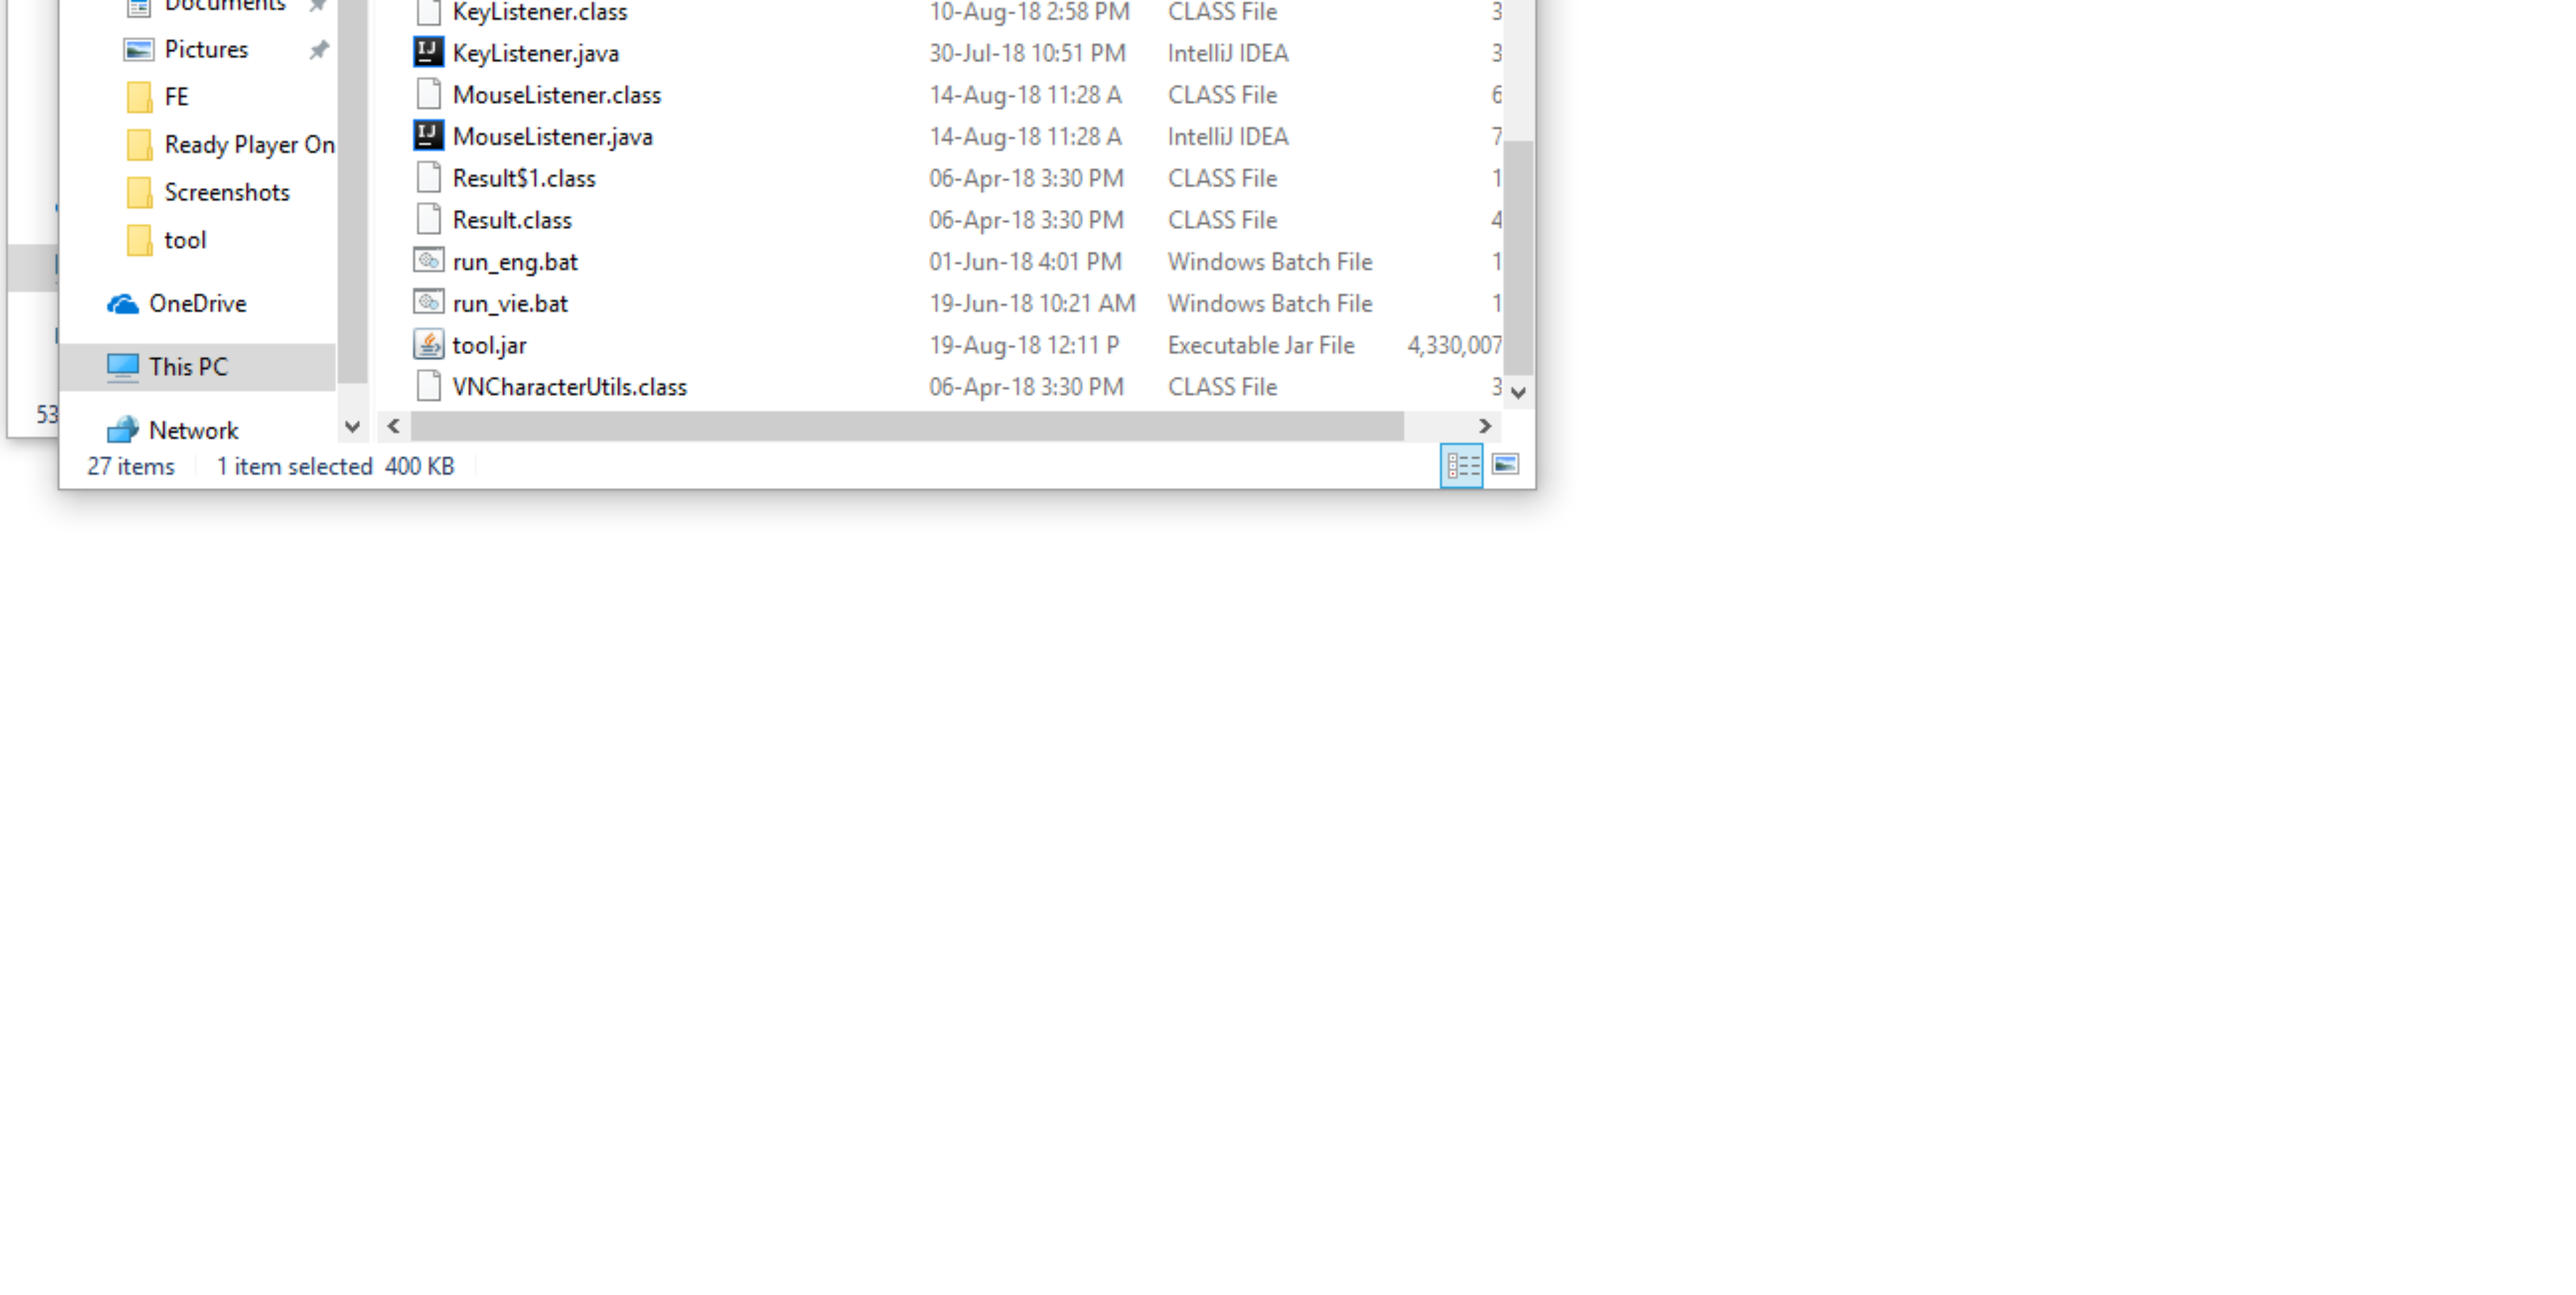 Documents
Pictures
FE
Ready Player On
Screenshots
tool
OneDrive
This PC
Network
KeyListener.class 10-Aug-18 2:58 PM CLASS File 3
KeyListener.java 30-Jul-18 10:51 PM IntelliJ IDEA 3
MouseListener.class 14-Aug-18 11:28 A CLASS File 6
MouseListener.java 14-Aug-18 11:28 A IntelliJ IDEA 7
Result$1.class 06-Apr-18 3:30 PM CLASS File 1
Result.class 06-Apr-18 3:30 PM CLASS File 4
run_eng.bat 01-Jun-18 4:01 PM Windows Batch File 1
run_vie.bat 19-Jun-18 10:21 AM Windows Batch File 1
tool.jar 19-Aug-18 12:11 P Executable Jar File 4,330,007
VNCharacterUtils.class 06-Apr-18 3:30 PM CLASS File 3
53
27 items 1 item selected 400 KB